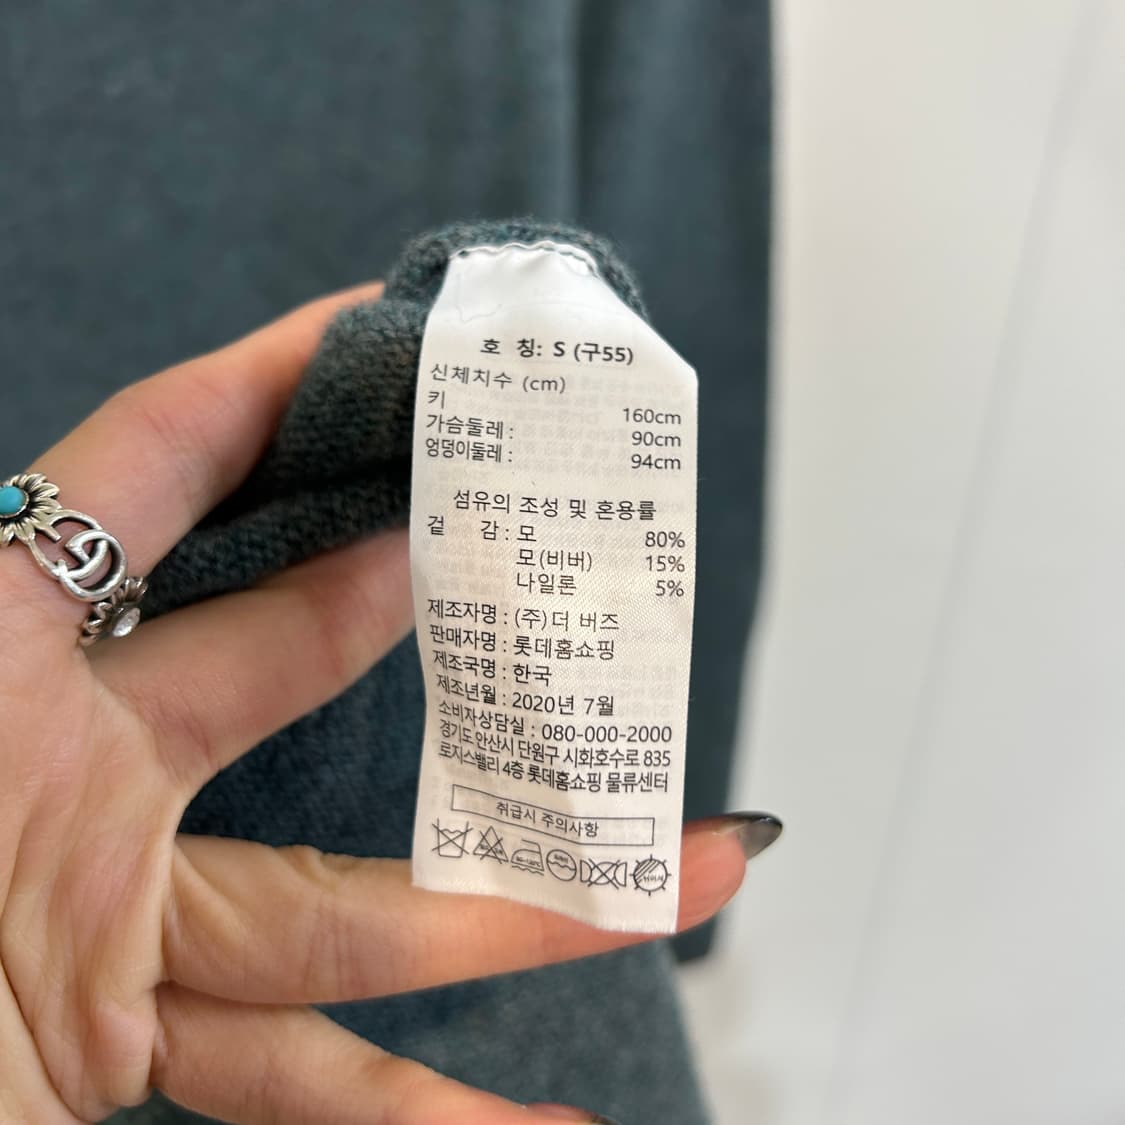 호 칭: S (구55)
신체치수 (cm)
키 160cm
가슴둘레 : 90cm
엉덩이둘레 : 94cm
섬유의 조성 및 혼용률
겉 감 : 모 80%
모(비버) 15%
나일론 5%
제조자명 : (주)더 버즈
판매자명 : 롯데홈쇼핑
제조국명 : 한국
제조년월 : 2020년 7월
소비자상담실 : 080-000-2000
경기도 안산시 단원구 시화호수로 835
로지스밸리 4층 롯데홈쇼핑 물류센터
취급시 주의사항